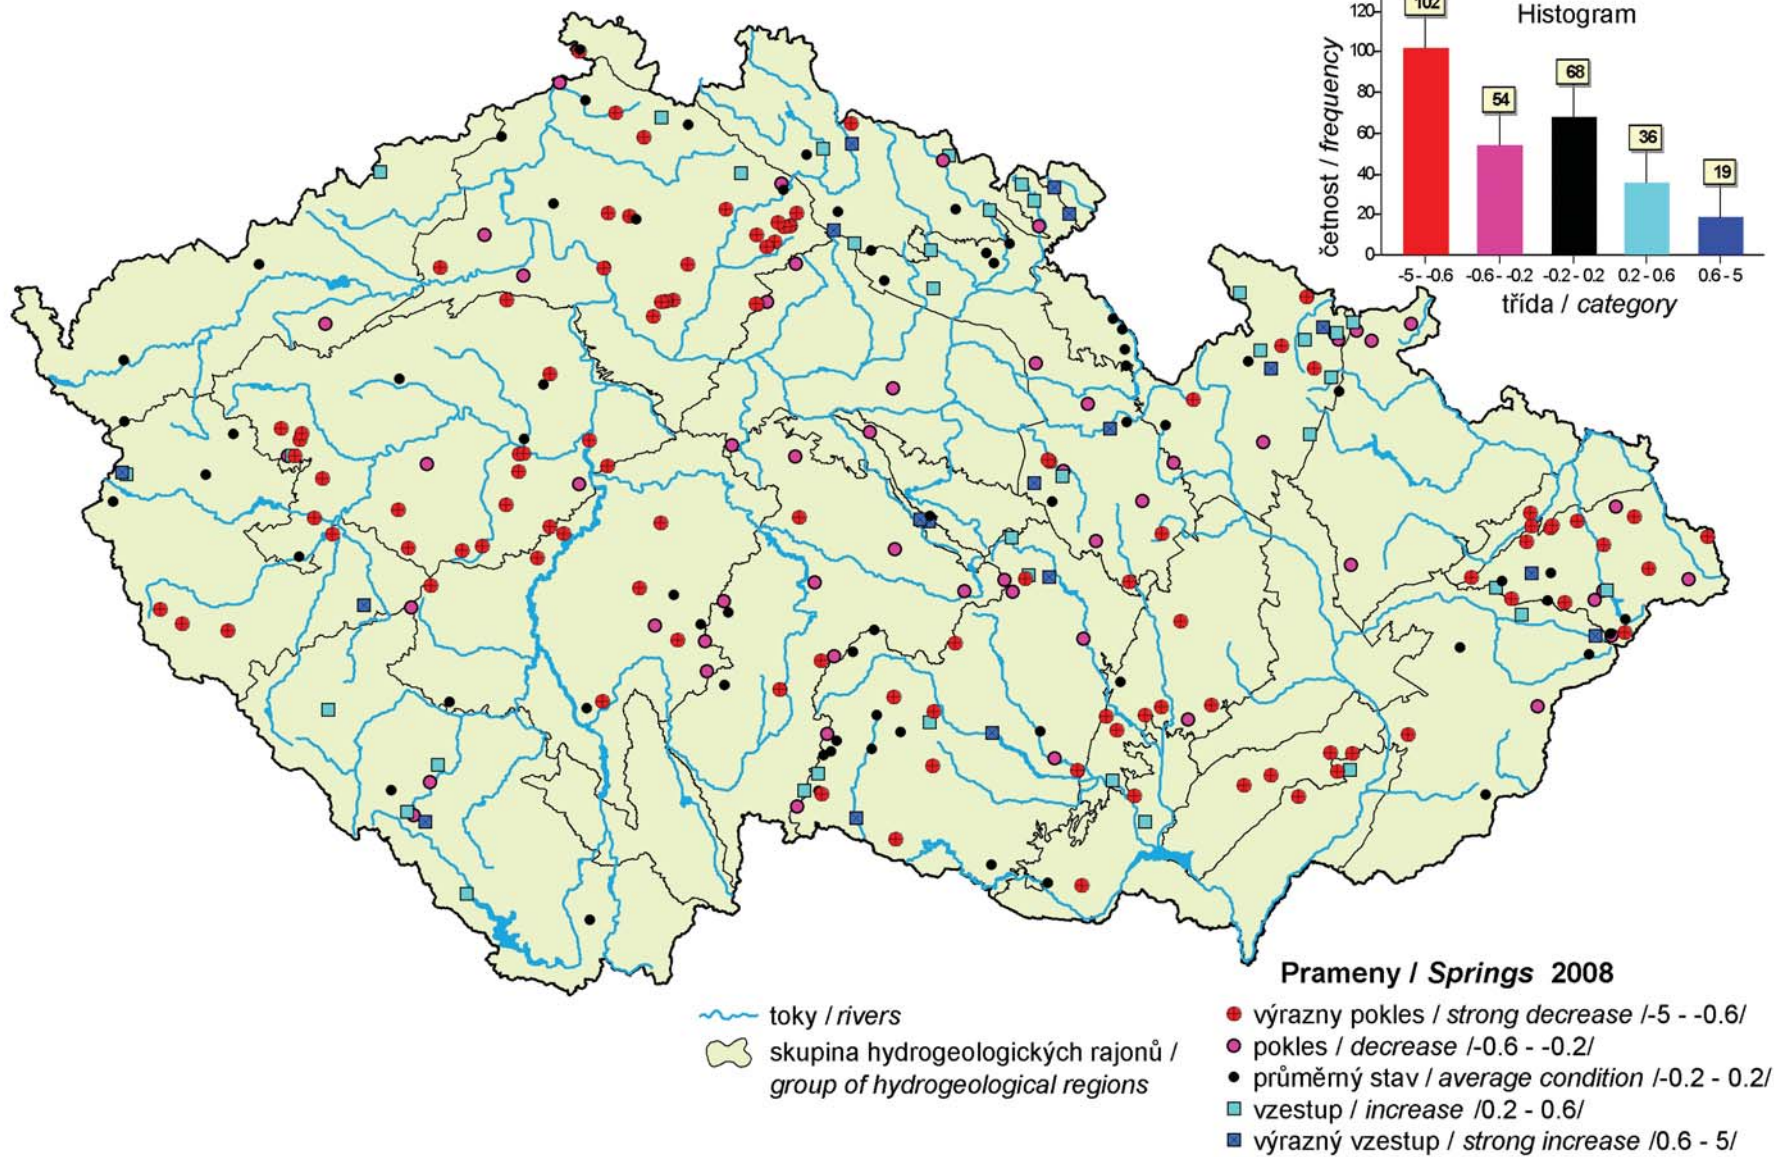 102
Histogram
120
100
80
60
40
20
0
četnost / frequency
54
68
36
19
-5 - -0.6
-0.6 - -0.2
-0.2 - 0.2
0.2 - 0.6
0.6 - 5
třída / category
Prameny / Springs 2008
výrazny pokles / strong decrease /-5 - -0.6/
pokles / decrease /-0.6 - -0.2/
průměrný stav / average condition /-0.2 - 0.2/
vzestup / increase /0.2 - 0.6/
výrazný vzestup / strong increase /0.6 - 5/
toky / rivers
skupina hydrogeologických rajonů /
group of hydrogeological regions